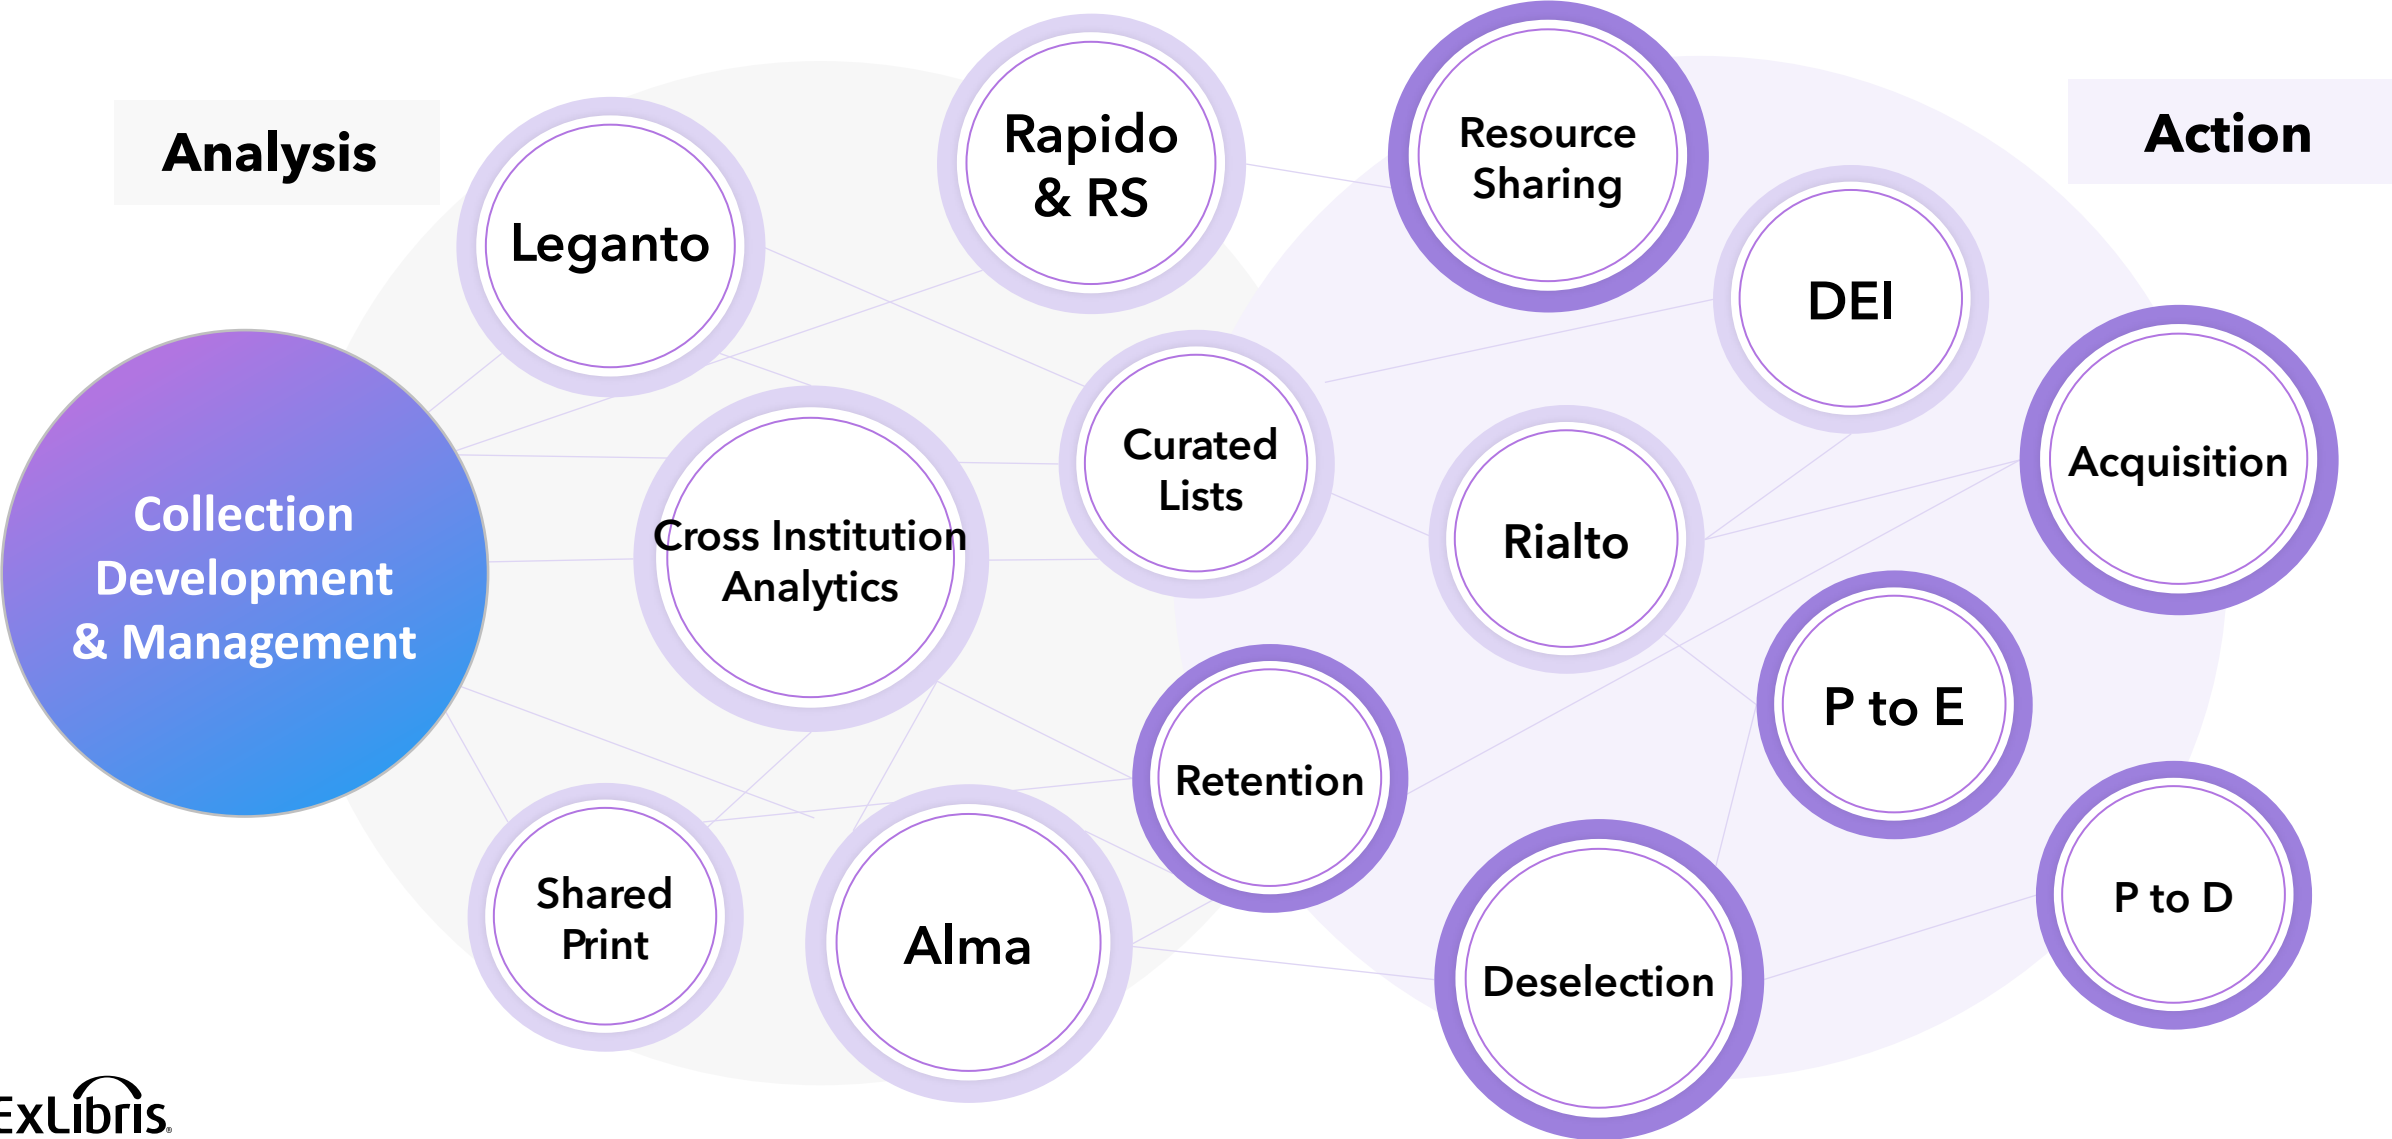 Analysis
Action
Leganto
Rapido
& RS
Resource
Sharing
DEI
Acquisition
Curated
Lists
Rialto
Cross Institution
Analytics
Collection
Development
& Management
P to E
Retention
Shared
Print
Alma
Deselection
P to D
ExLibris®